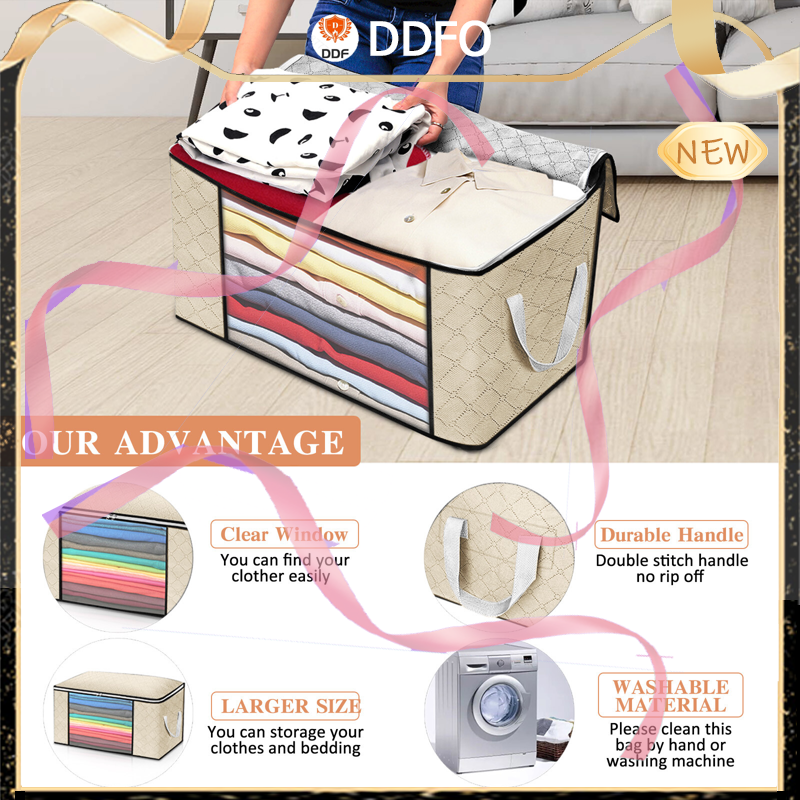 D
DDF
DDFO
NEW
OUR ADVANTAGE
Clear Window
You can find your
clother easily
Durable Handle
Double stitch handle
no rip off
LARGER SIZE
You can storage your
clothes and bedding
WASHABLE
MATERIAL
Please clean this
bag by hand or
washing machine